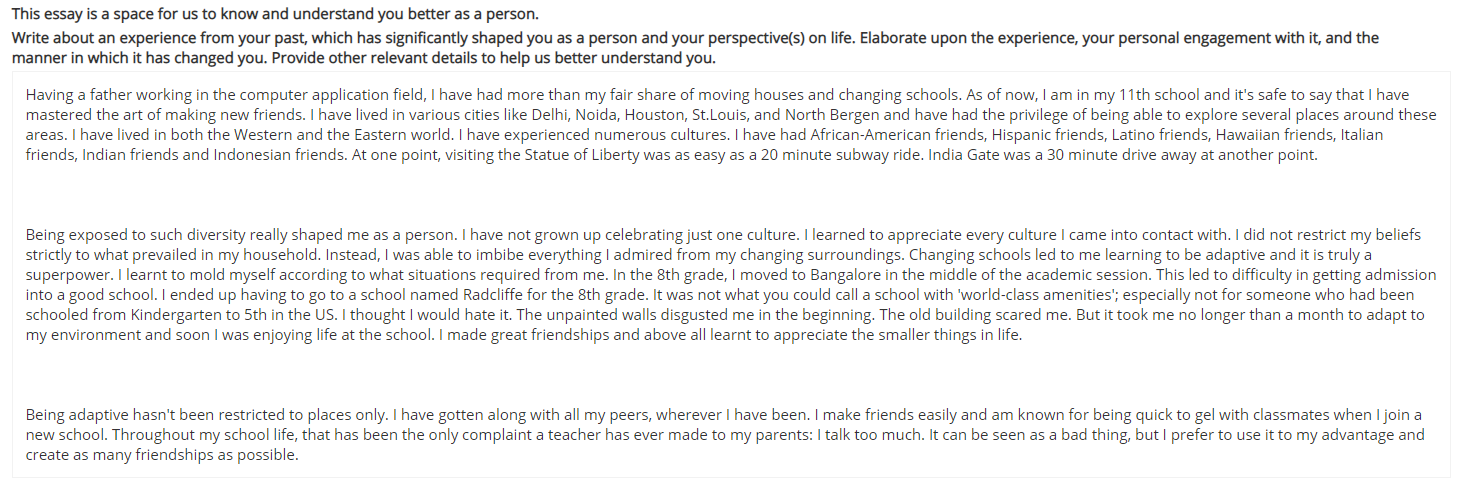 This essay is a space for us to know and understand you better as a person.
Write about an experience from your past, which has significantly shaped you as a person and your perspective(s) on life. Elaborate upon the experience, your personal engagement with it, and the
manner in which it has changed you. Provide other relevant details to help us better understand you.
Having a father working in the computer application field, I have had more than my fair share of moving houses and changing schools. As of now, I am in my 11th school and it's safe to say that I have
mastered the art of making new friends. I have lived in various cities like Delhi, Noida, Houston, St.Louis, and North Bergen and have had the privilege of being able to explore several places around these
areas. I have lived in both the Western and the Eastern world. I have experienced numerous cultures. I have had African-American friends, Hispanic friends, Latino friends, Hawaiian friends, Italian
friends, Indian friends and Indonesian friends. At one point, visiting the Statue of Liberty was as easy as a 20 minute subway ride. India Gate was a 30 minute drive away at another point.
Being exposed to such diversity really shaped me as a person. I have not grown up celebrating just one culture. I learned to appreciate every culture I came into contact with. I did not restrict my beliefs
strictly to what prevailed in my household. Instead, I was able to imbibe everything I admired from my changing surroundings. Changing schools led to me learning to be adaptive and it is truly a
superpower. I learnt to mold myself according to what situations required from me. In the 8th grade, I moved to Bangalore in the middle of the academic session. This led to difficulty in getting admission
into a good school. I ended up having to go to a school named Radcliffe for the 8th grade. It was not what you could call a school with 'world-class amenities'; especially not for someone who had been
schooled from Kindergarten to 5th in the US. I thought I would hate it. The unpainted walls disgusted me in the beginning. The old building scared me. But it took me no longer than a month to adapt to
my environment and soon I was enjoying life at the school. I made great friendships and above all learnt to appreciate the smaller things in life.
Being adaptive hasn't been restricted to places only. I have gotten along with all my peers, wherever I have been. I make friends easily and am known for being quick to gel with classmates when I join a
new school. Throughout my school life, that has been the only complaint a teacher has ever made to my parents: I talk too much. It can be seen as a bad thing, but I prefer to use it to my advantage and
create as many friendships as possible.